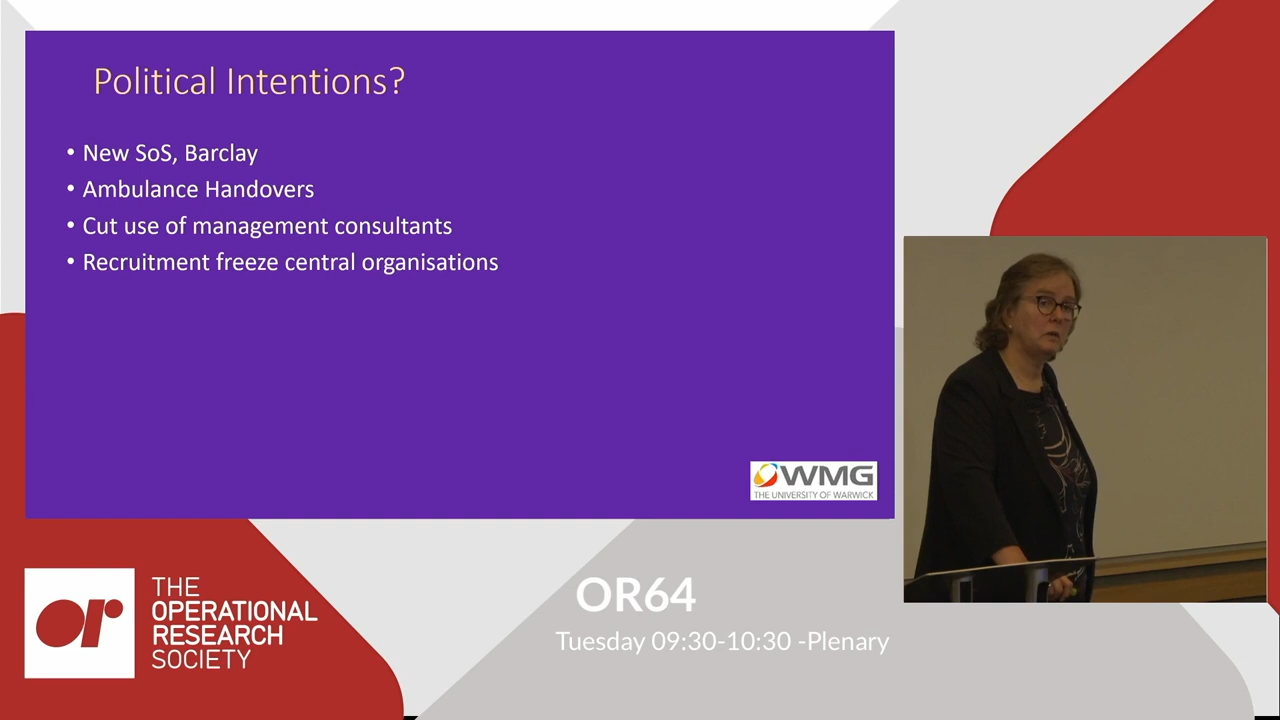 Political Intentions?
• New SoS, Barclay
• Ambulance Handovers
• Cut use of management consultants
• Recruitment freeze central organisations
WMG
THE UNIVERSITY OF WARWICK
or
THE
OPERATIONAL
RESEARCH
SOCIETY
OR64
Tuesday 09:30-10:30 -Plenary